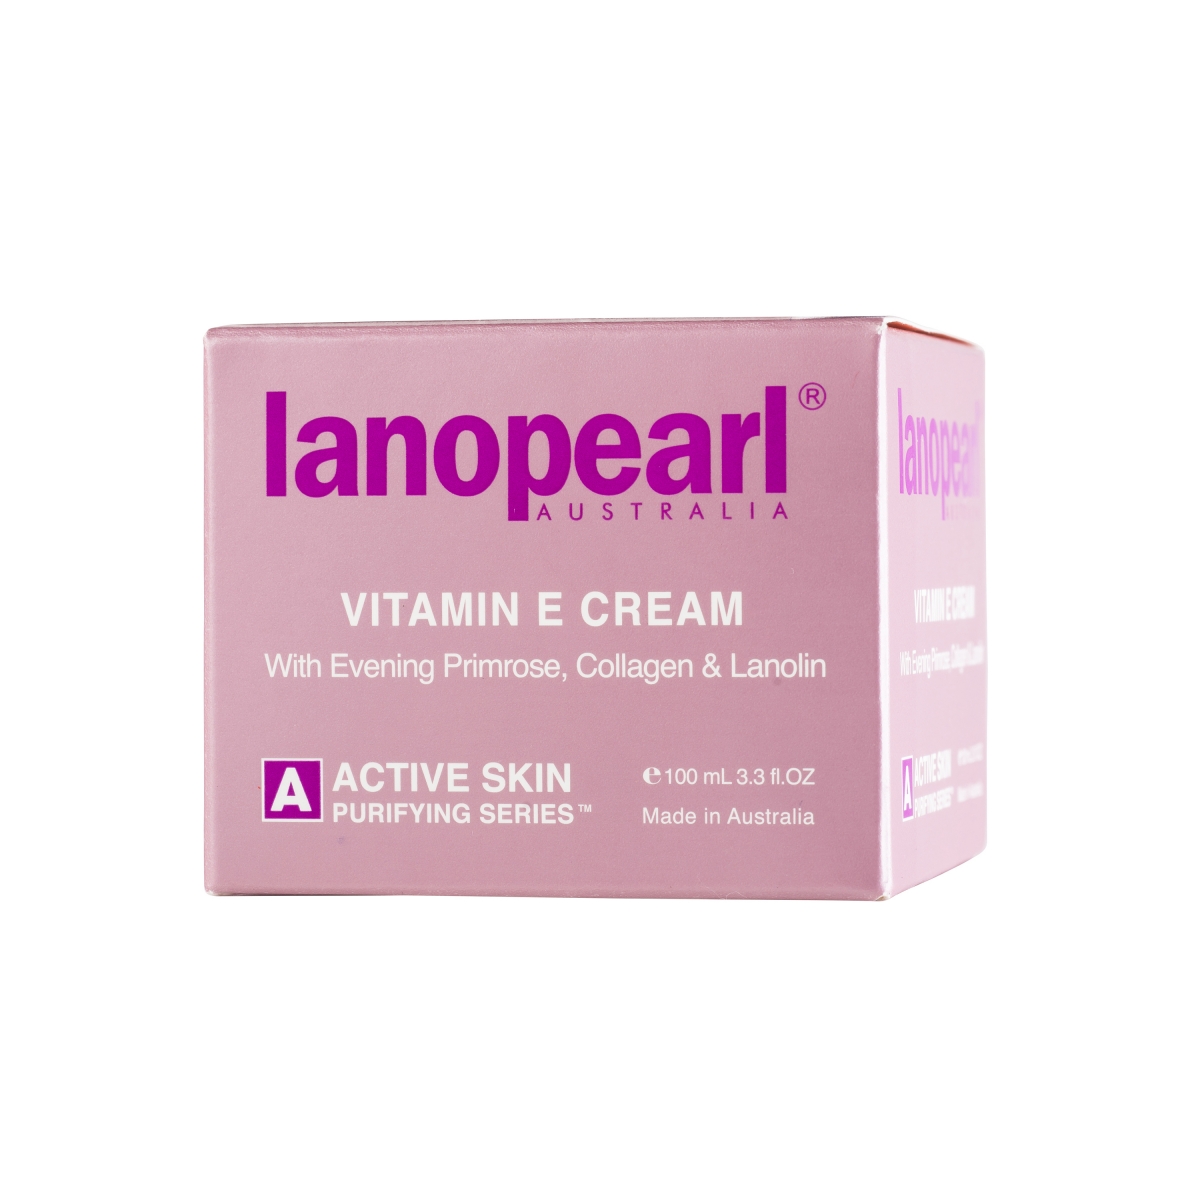 lanopearl®
AUSTRALIA
VITAMIN E CREAM
With Evening Primrose, Collagen & Lanolin
A ACTIVE SKIN
PURIFYING SERIES™
℮100 mL 3.3 fl.OZ
Made in Australia
lanopearl
VITAMIN E CREAM
With Evening Primrose, Collagen & Lanolin
A ACTIVE SKIN
PURIFYING SERIES™